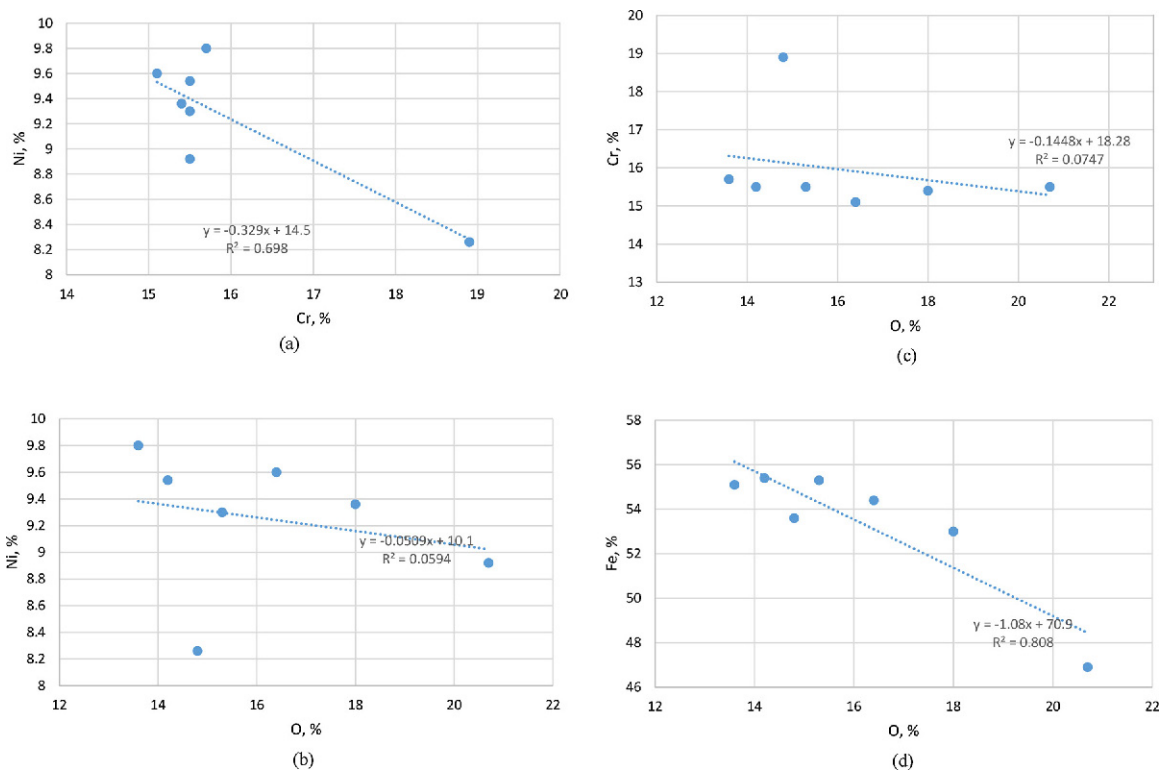 10
9.8
9.6
9.4
9.2
9
8.8
8.6
8.4
8.2
8
Ni, %
y = -0.329x + 14.5
R² = 0.698
14 15 16 17 18 19 20
Cr, %
(a)
20
19
18
17
16
15
14
13
Cr, %
y = -0.1448x + 18.28
R² = 0.0747
12 14 16 18 20 22
O, %
(c)
10
9.8
9.6
9.4
9.2
9
8.8
8.6
8.4
8.2
8
Ni, %
y = -0.0509x + 10.1
R² = 0.0594
12 14 16 18 20 22
O, %
(b)
58
56
54
52
50
48
46
Fe, %
y = -1.08x + 70.9
R² = 0.808
12 14 16 18 20 22
O, %
(d)